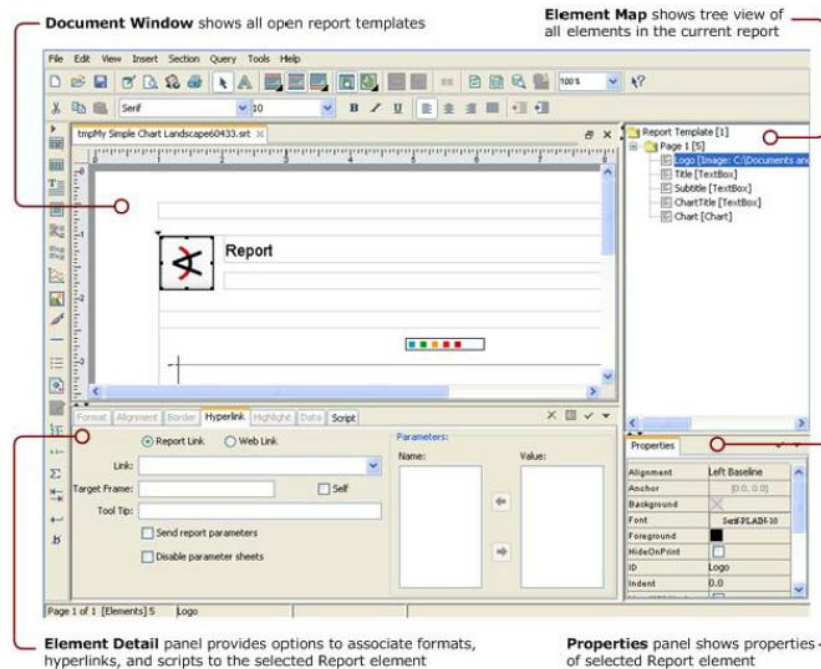 Document Window shows all open report templates
Element Map shows tree view of
all elements in the current report
File Edit View Insert Section Query Tools Help
100%
Serif 10 B I U
tmpMy Simple Chart Landscape60433.srt
Report
Report Template [1]
Page 1 [5]
Logo [Image: C:\Documents and
Title [TextBox]
Subtitle [TextBox]
ChartTitle [TextBox]
Chart [Chart]
Format Alignment Border Hyperlink Highlight Data Script
Report Link Web Link
Link:
Target Frame: Self
Tool Tip:
Send report parameters
Disable parameter sheets
Parameters:
Name: Value:
Properties
Alignment Left Baseline
Anchor [0.0, 0.0]
Background
Font Serif-PLAIN-10
Foreground
HideOnPrint
ID Logo
Indent 0.0
Page 1 of 1 [Elements] 5 Logo
Element Detail panel provides options to associate formats,
hyperlinks, and scripts to the selected Report element
Properties panel shows properties
of selected Report element